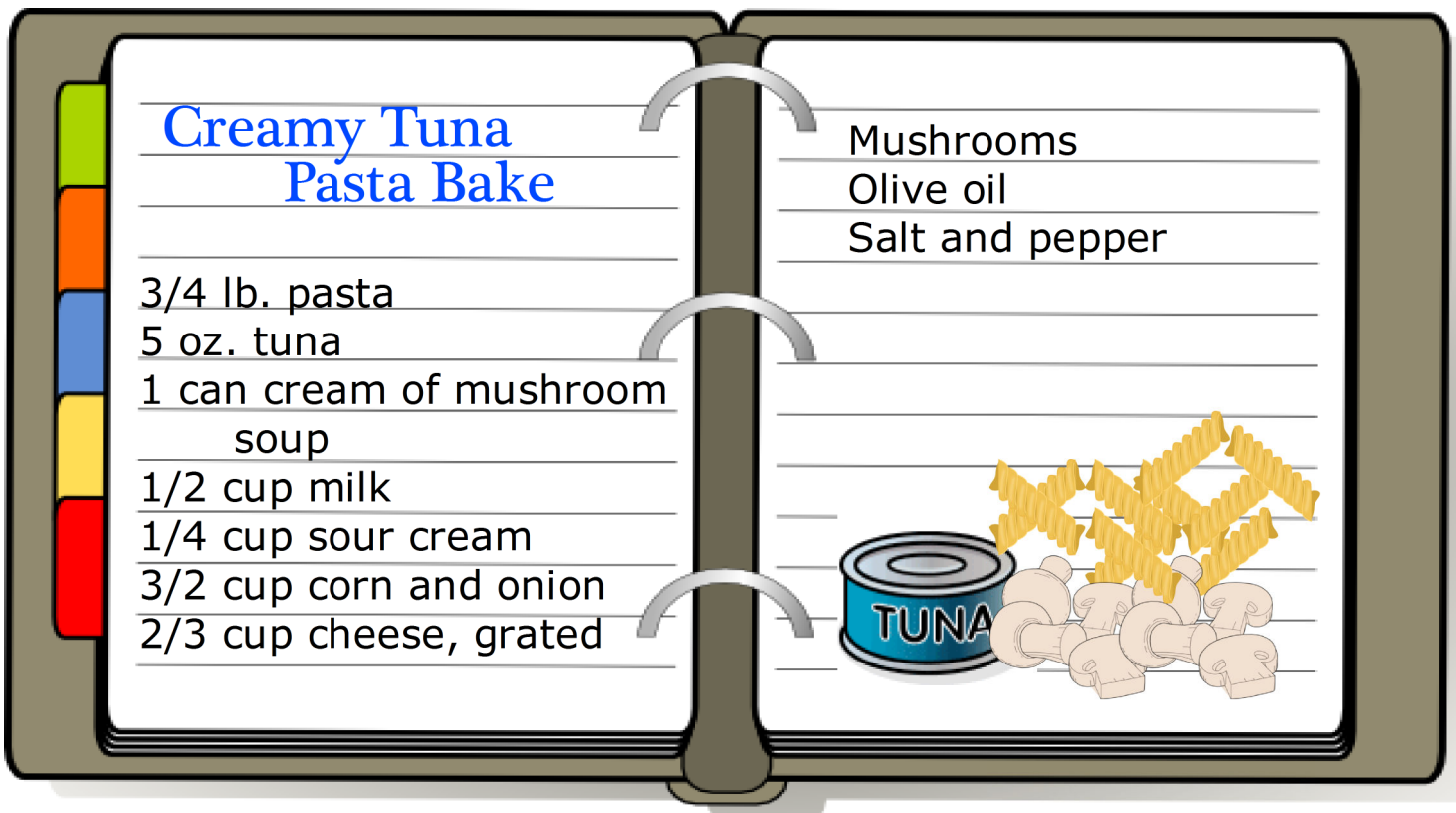 Creamy Tuna
Pasta Bake
3/4 lb. pasta
5 oz. tuna
1 can cream of mushroom
soup
1/2 cup milk
1/4 cup sour cream
3/2 cup corn and onion
2/3 cup cheese, grated
Mushrooms
Olive oil
Salt and pepper
TUNA